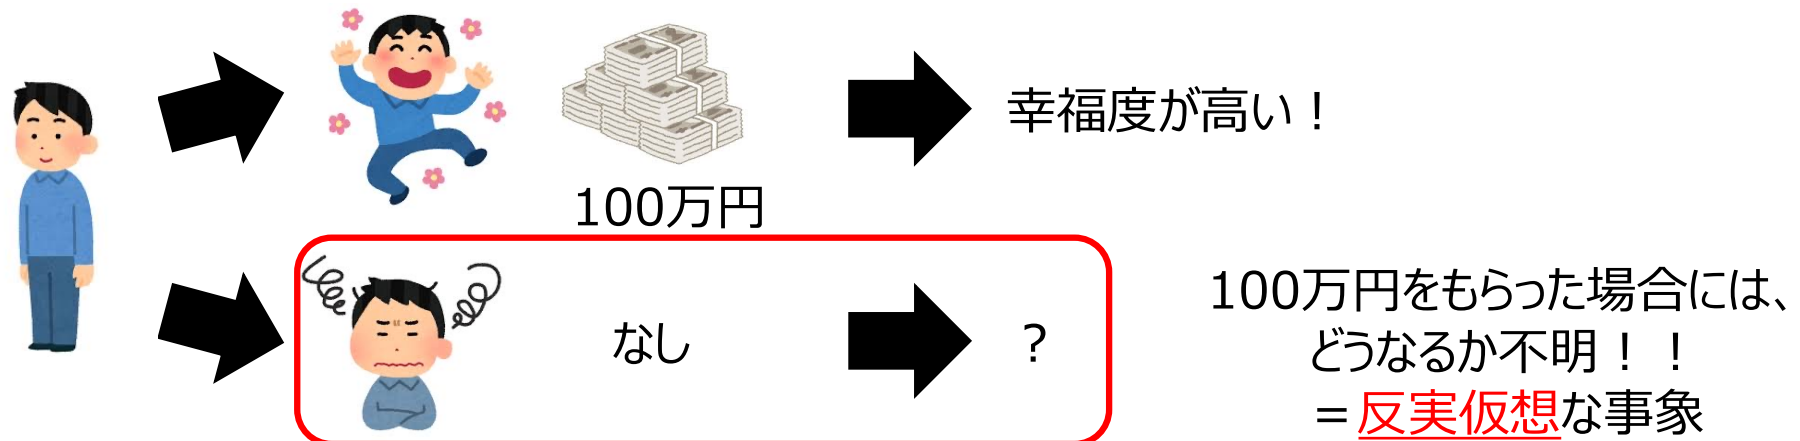 幸福度が高い！
100万円
なし
？
100万円をもらった場合には、
どうなるか不明！！
＝反実仮想な事象